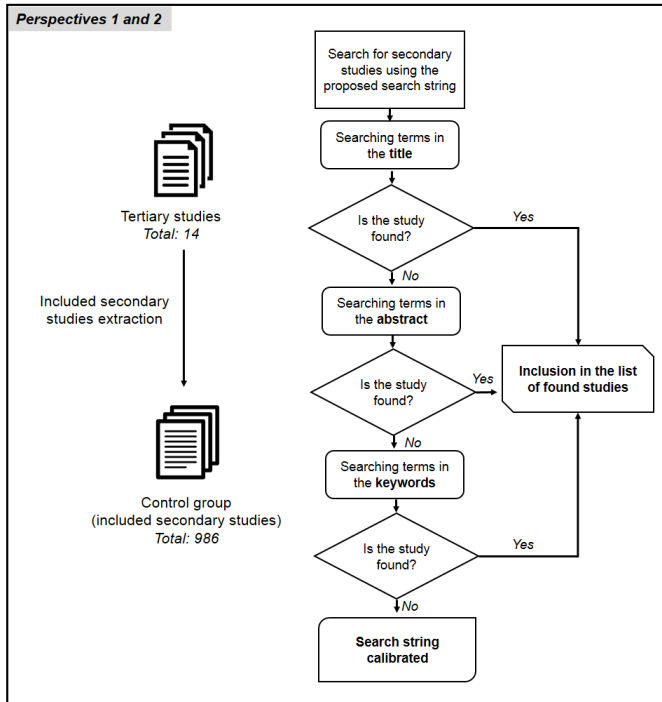 Perspectives 1 and 2
Search for secondary
studies using the
proposed search string
Searching terms in
the title
Is the study
found?
Yes
No
Tertiary studies
Total: 14
Included secondary
studies extraction
Searching terms in
the abstract
Is the study
found?
Yes
No
Inclusion in the list
of found studies
Control group
(included secondary studies)
Total: 986
Searching terms in
the keywords
Is the study
found?
Yes
No
Search string
calibrated